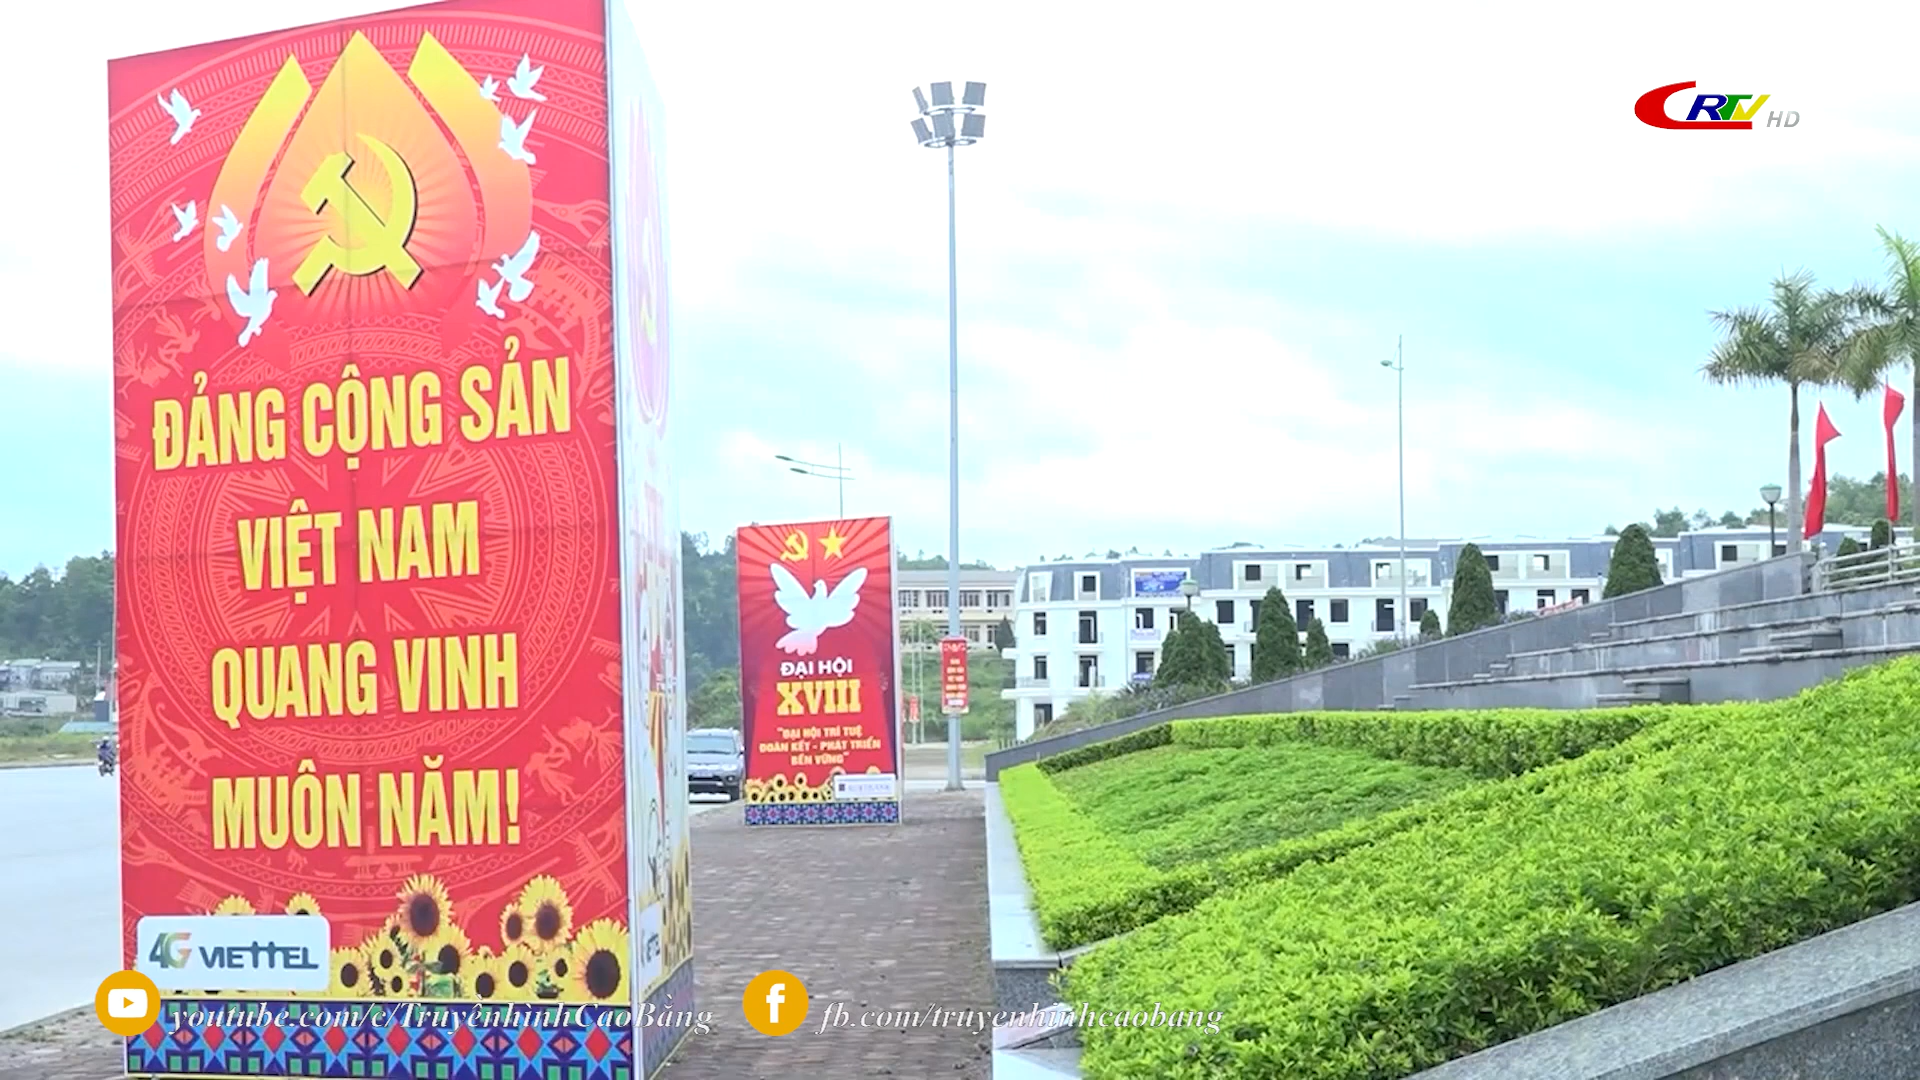 CRTV HD
ĐẢNG CỘNG SẢN
VIỆT NAM
QUANG VINH
MUÔN NĂM!
4G VIETTEL
ĐẠI HỘI
XVIII
"ĐẠI HỘI TRÍ TUỆ
ĐOÀN KẾT - PHÁT TRIỂN
BỀN VỮNG"
youtube.com/c/TruyềnhìnhCaoBằng
fb.com/truyenhinhcaobang